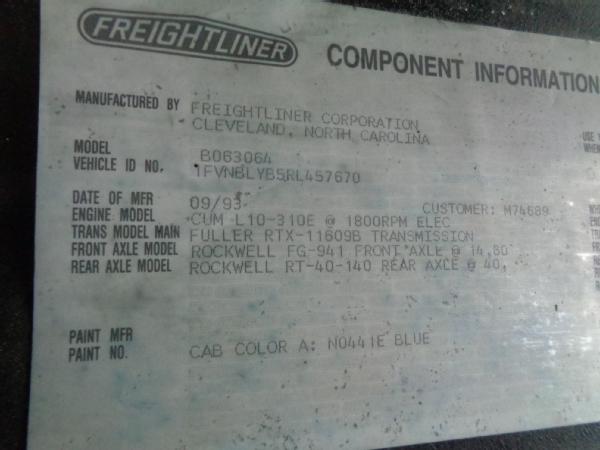 FREIGHTLINER
COMPONENT INFORMATION
MANUFACTURED BY FREIGHTLINER CORPORATION
CLEVELAND, NORTH CAROLINA
MODEL B063064
VEHICLE ID NO. 1FVNBLYB5RL457670
DATE OF MFR 09/93 CUSTOMER: M74689
ENGINE MODEL CUM L10-310E @ 1800RPM ELEC
TRANS MODEL MAIN FULLER RTX-11609B TRANSMISSION
FRONT AXLE MODEL ROCKWELL FG-941 FRONT AXLE @ 14,80
REAR AXLE MODEL ROCKWELL RT-40-140 REAR AXLE @ 40,
PAINT MFR
PAINT NO. CAB COLOR A: N0441E BLUE